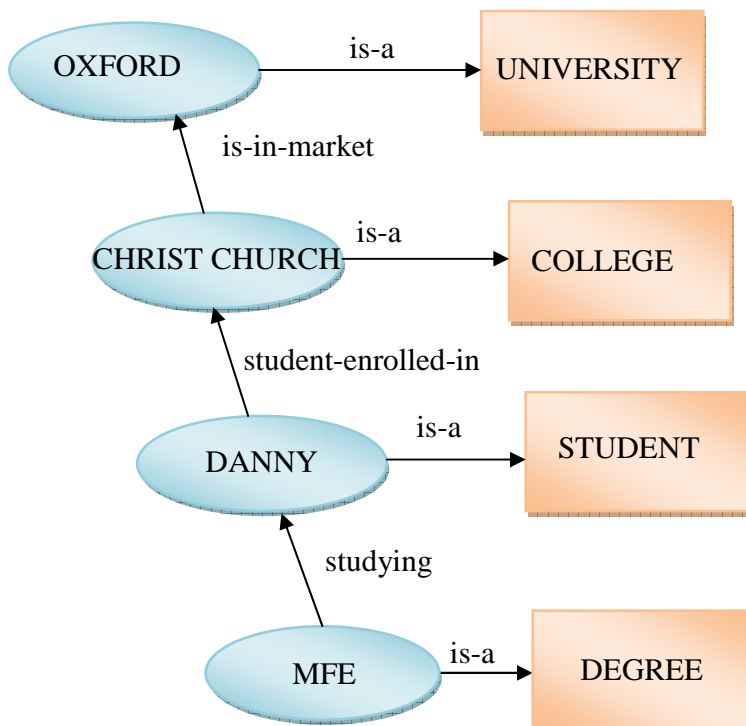 OXFORD
is-a
UNIVERSITY
is-in-market
CHRIST CHURCH
is-a
COLLEGE
student-enrolled-in
DANNY
is-a
STUDENT
studying
MFE
is-a
DEGREE